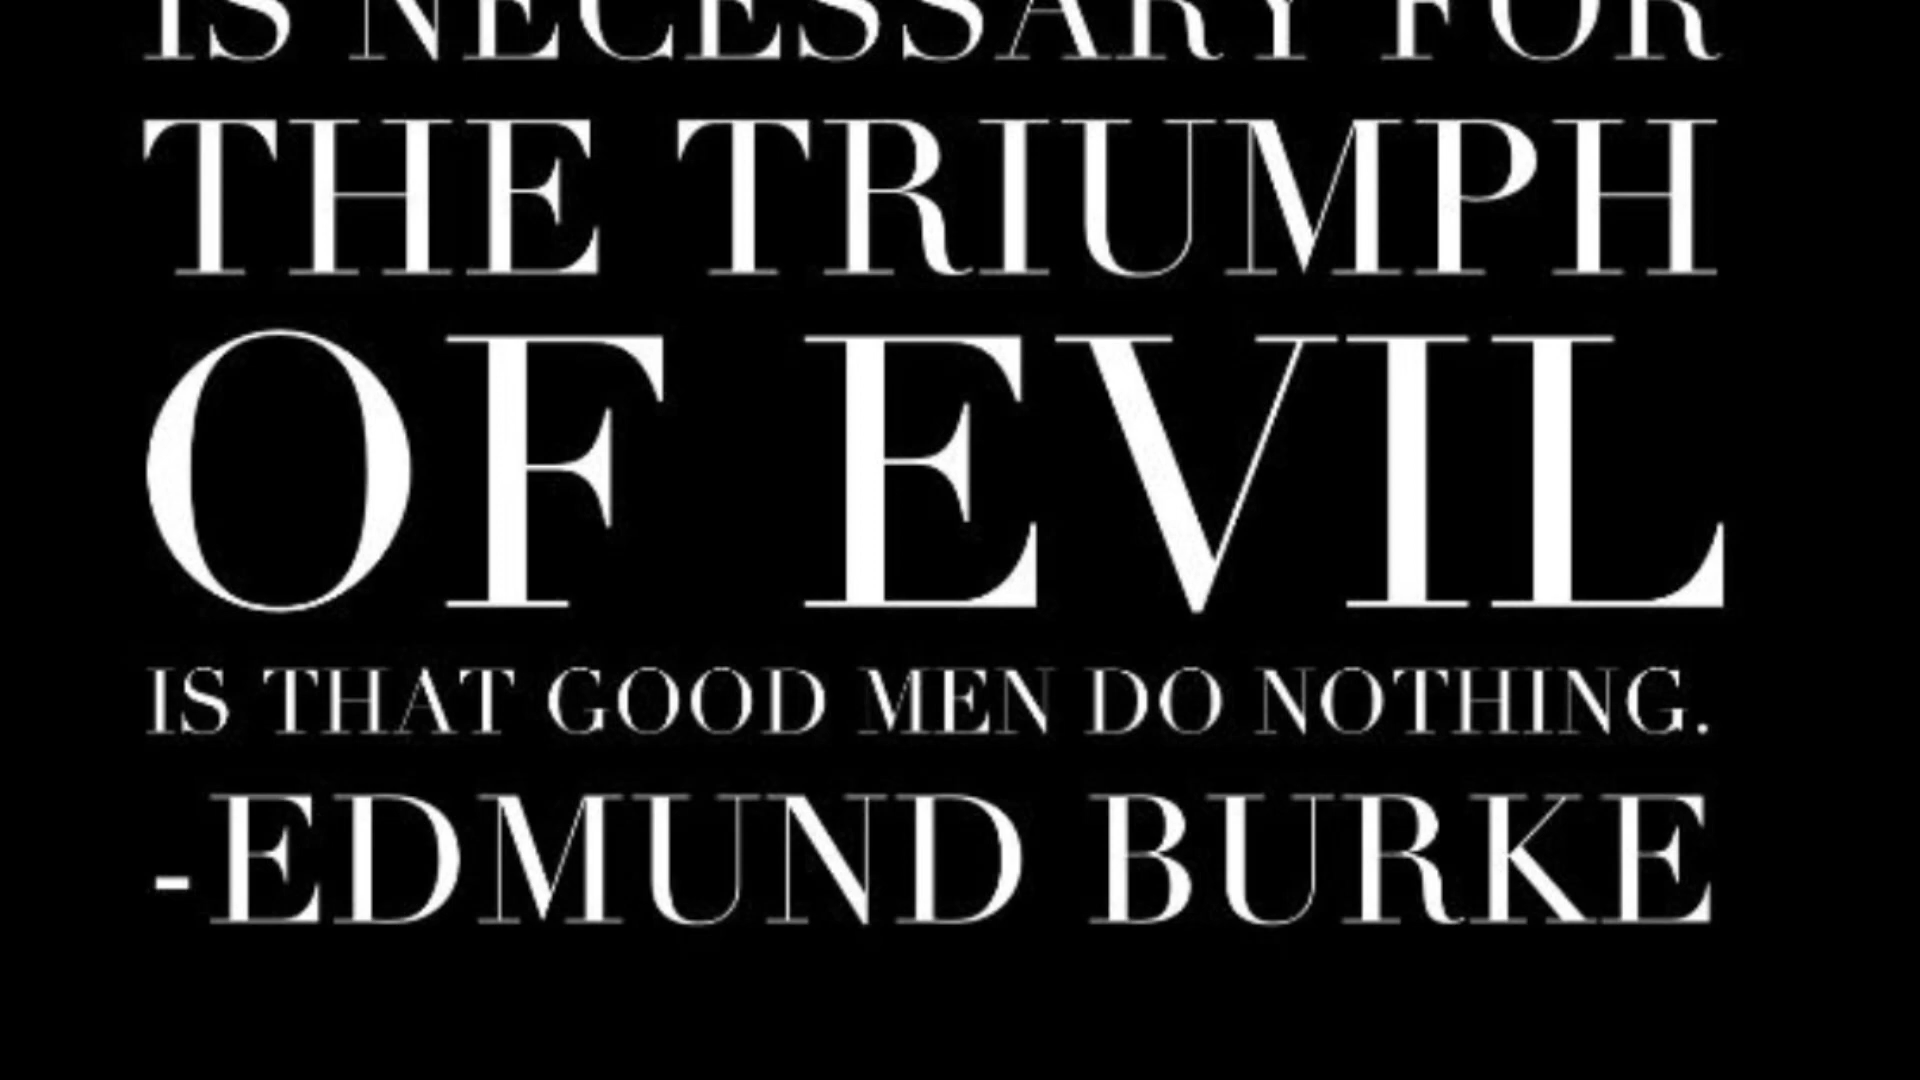 IS NECESSARY FOR
THE TRIUMPH
OF EVIL
IS THAT GOOD MEN DO NOTHING.
-EDMUND BURKE